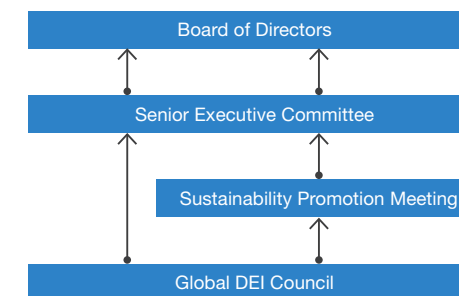 Board of Directors
Senior Executive Committee
Sustainability Promotion Meeting
Global DEI Council